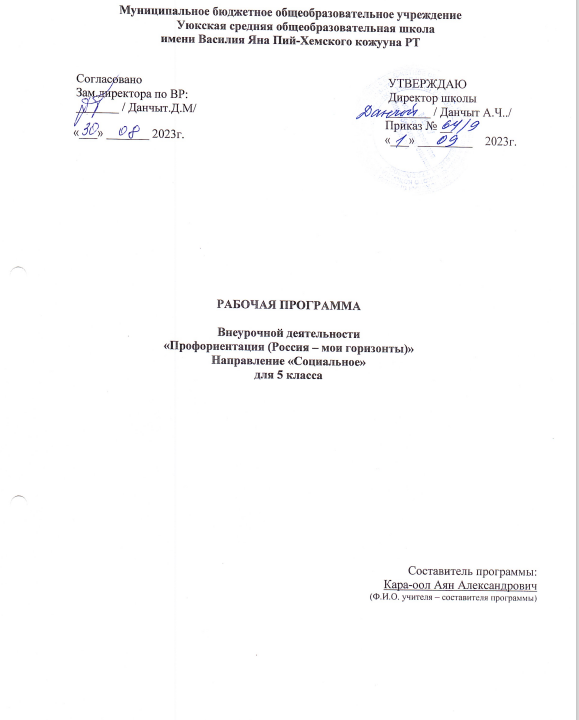 Муниципальное бюджетное общеобразовательное учреждение
Уюкская средняя общеобразовательная школа
имени Василия Яна Пий-Хемского кожууна РТ
Согласовано
Зам.директора по ВР:
________ / Данчыт.Д.М/
«30» 08 2023г.
УТВЕРЖДАЮ
Директор школы
________ / Данчыт А.Ч../
Приказ № 64/9
«1» 09 2023г.
РАБОЧАЯ ПРОГРАММА
Внеурочной деятельности
«Профориентация (Россия – мои горизонты)»
Направление «Социальное»
для 5 класса
Составитель программы:
Кара-оол Аян Александрович
(Ф.И.О. учителя – составителя программы)